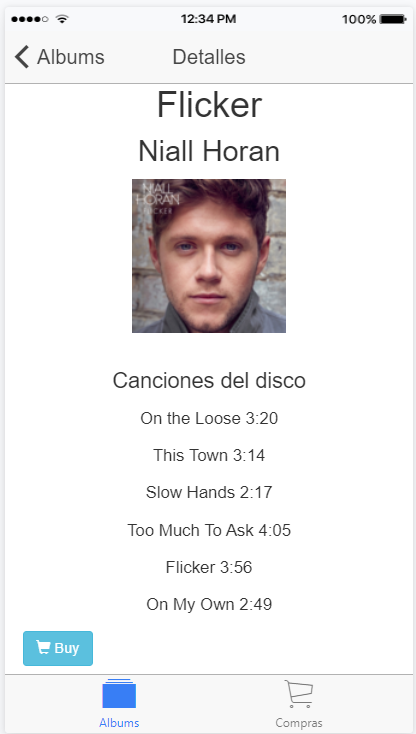 12:34 PM 100%
Albums Detalles
Flicker
Niall Horan
NIALL
HORAN
FLICKER
Canciones del disco
On the Loose 3:20
This Town 3:14
Slow Hands 2:17
Too Much To Ask 4:05
Flicker 3:56
On My Own 2:49
Buy
Albums Compras